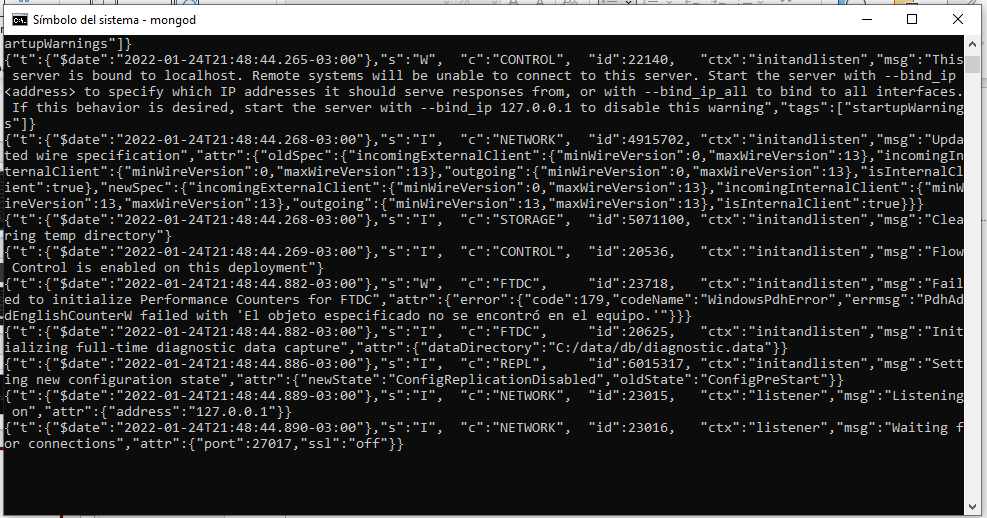 Símbolo del sistema - mongod
artupWarnings"]}
{"t":{"$date":"2022-01-24T21:48:44.265-03:00"},"s":"W",  "c":"CONTROL",  "id":22140,   "ctx":"initandlisten","msg":"This
 server is bound to localhost. Remote systems will be unable to connect to this server. Start the server with --bind_ip
<address> to specify which IP addresses it should serve responses from, or with --bind_ip_all to bind to all interfaces.
 If this behavior is desired, start the server with --bind_ip 127.0.0.1 to disable this warning","tags":["startupWarning
s"]}
{"t":{"$date":"2022-01-24T21:48:44.268-03:00"},"s":"I",  "c":"NETWORK",  "id":4915702, "ctx":"initandlisten","msg":"Upda
ted wire specification","attr":{"oldSpec":{"incomingExternalClient":{"minWireVersion":0,"maxWireVersion":13},"incomingIn
ternalClient":{"minWireVersion":0,"maxWireVersion":13},"outgoing":{"minWireVersion":0,"maxWireVersion":13},"isInternalCl
ient":true},"newSpec":{"incomingExternalClient":{"minWireVersion":0,"maxWireVersion":13},"incomingInternalClient":{"minW
ireVersion":13,"maxWireVersion":13},"outgoing":{"minWireVersion":13,"maxWireVersion":13},"isInternalClient":true}}}
{"t":{"$date":"2022-01-24T21:48:44.268-03:00"},"s":"I",  "c":"STORAGE",  "id":5071100, "ctx":"initandlisten","msg":"Clea
ring temp directory"}
{"t":{"$date":"2022-01-24T21:48:44.269-03:00"},"s":"I",  "c":"CONTROL",  "id":20536,   "ctx":"initandlisten","msg":"Flow
 Control is enabled on this deployment"}
{"t":{"$date":"2022-01-24T21:48:44.882-03:00"},"s":"W",  "c":"FTDC",     "id":23718,   "ctx":"initandlisten","msg":"Fail
ed to initialize Performance Counters for FTDC","attr":{"error":{"code":179,"codeName":"WindowsPdhError","errmsg":"PdhAd
dEnglishCounterW failed with 'El objeto especificado no se encontró en el equipo.'"}}}
{"t":{"$date":"2022-01-24T21:48:44.882-03:00"},"s":"I",  "c":"FTDC",     "id":20625,   "ctx":"initandlisten","msg":"Init
ializing full-time diagnostic data capture","attr":{"dataDirectory":"C:/data/db/diagnostic.data"}}
{"t":{"$date":"2022-01-24T21:48:44.886-03:00"},"s":"I",  "c":"REPL",     "id":6015317, "ctx":"initandlisten","msg":"Sett
ing new configuration state","attr":{"newState":"ConfigReplicationDisabled","oldState":"ConfigPreStart"}}
{"t":{"$date":"2022-01-24T21:48:44.889-03:00"},"s":"I",  "c":"NETWORK",  "id":23015,   "ctx":"listener","msg":"Listening
 on","attr":{"address":"127.0.0.1"}}
{"t":{"$date":"2022-01-24T21:48:44.890-03:00"},"s":"I",  "c":"NETWORK",  "id":23016,   "ctx":"listener","msg":"Waiting f
or connections","attr":{"port":27017,"ssl":"off"}}